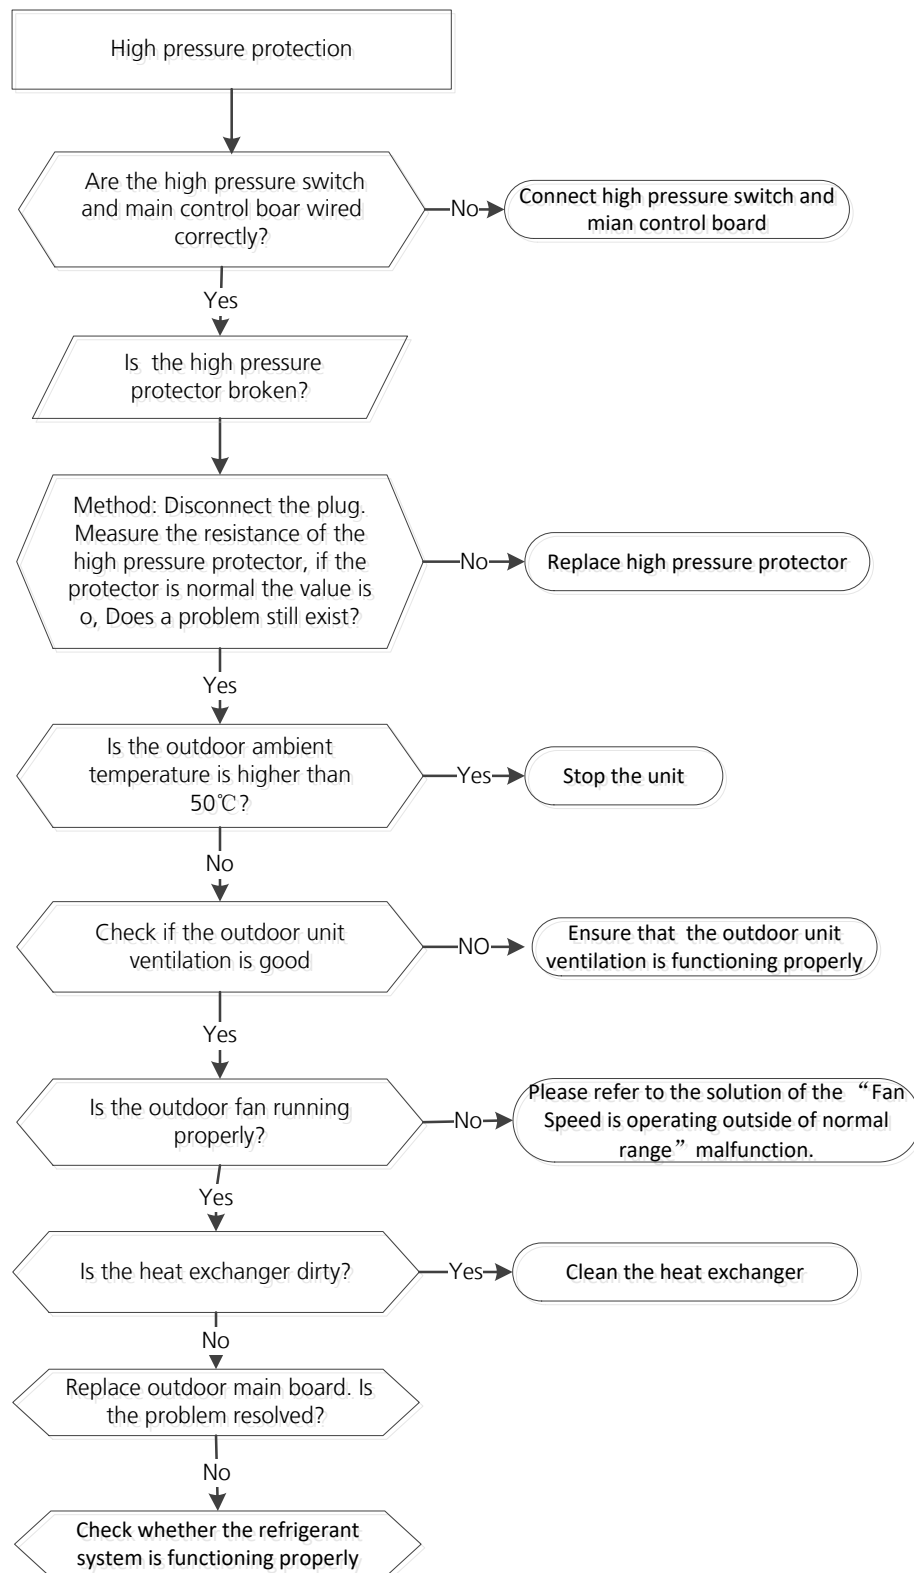 High pressure protection
Are the high pressure switch
and main control boar wired
correctly?
No
Connect high pressure switch and
mian control board
Yes
Is the high pressure
protector broken?
Method: Disconnect the plug.
Measure the resistance of the
high pressure protector, if the
protector is normal the value is
o, Does a problem still exist?
No
Replace high pressure protector
Yes
Is the outdoor ambient
temperature is higher than
50℃?
Yes
Stop the unit
No
Check if the outdoor unit
ventilation is good
NO
Ensure that the outdoor unit
ventilation is functioning properly
Yes
Is the outdoor fan running
properly?
No
Please refer to the solution of the “Fan
Speed is operating outside of normal
range” malfunction.
Yes
Is the heat exchanger dirty?
Yes
Clean the heat exchanger
No
Replace outdoor main board. Is
the problem resolved?
No
Check whether the refrigerant
system is functioning properly